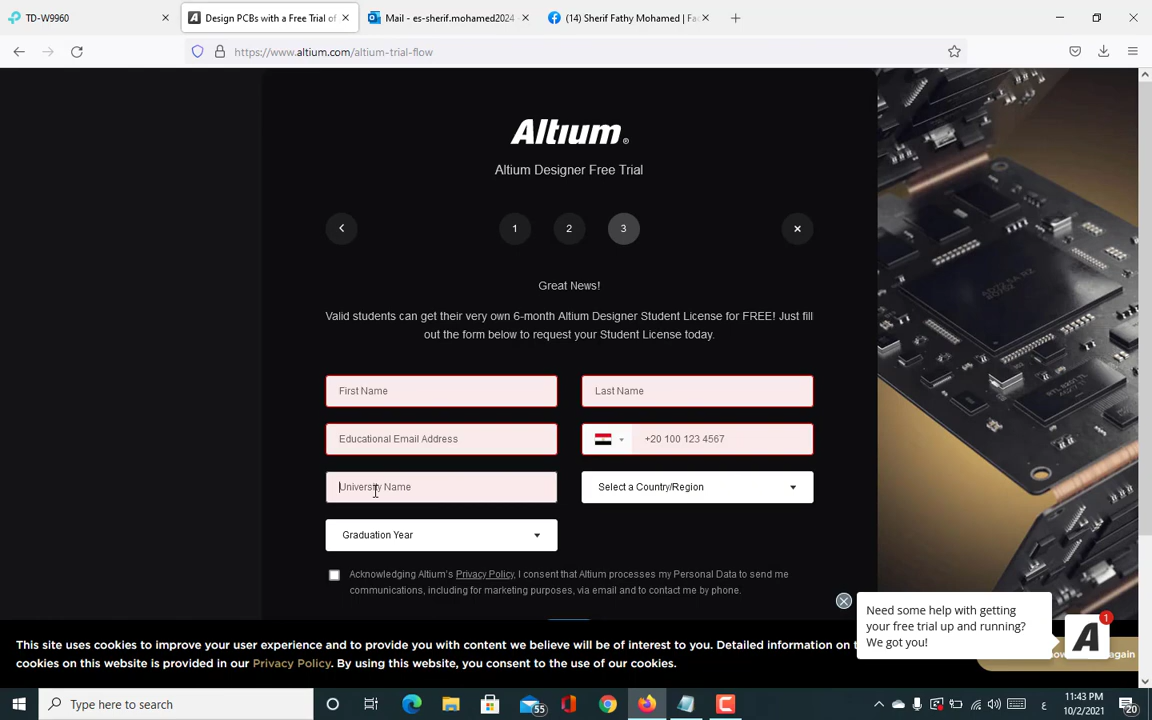 TD-W9960
Design PCBs with a Free Trial of
Mail - es-sherif.mohamed2024
(14) Sherif Fathy Mohamed | Fa
https://www.altium.com/altium-trial-flow
Altium®
Altium Designer Free Trial
1
2
3
Great News!
Valid students can get their very own 6-month Altium Designer Student License for FREE! Just fill
out the form below to request your Student License today.
First Name
Last Name
Educational Email Address
+20 100 123 4567
University Name
Select a Country/Region
Graduation Year
Acknowledging Altium's Privacy Policy, I consent that Altium processes my Personal Data to send me
communications, including for marketing purposes, via email and to contact me by phone.
Need some help with getting
your free trial up and running?
We got you!
1
This site uses cookies to improve your user experience and to provide you with content we believe will be of interest to you. Detailed information on
cookies on this website is provided in our Privacy Policy. By using this website, you consent to the use of our cookies.
again
Type here to search
55
ع
11:43 PM
10/2/2021
20